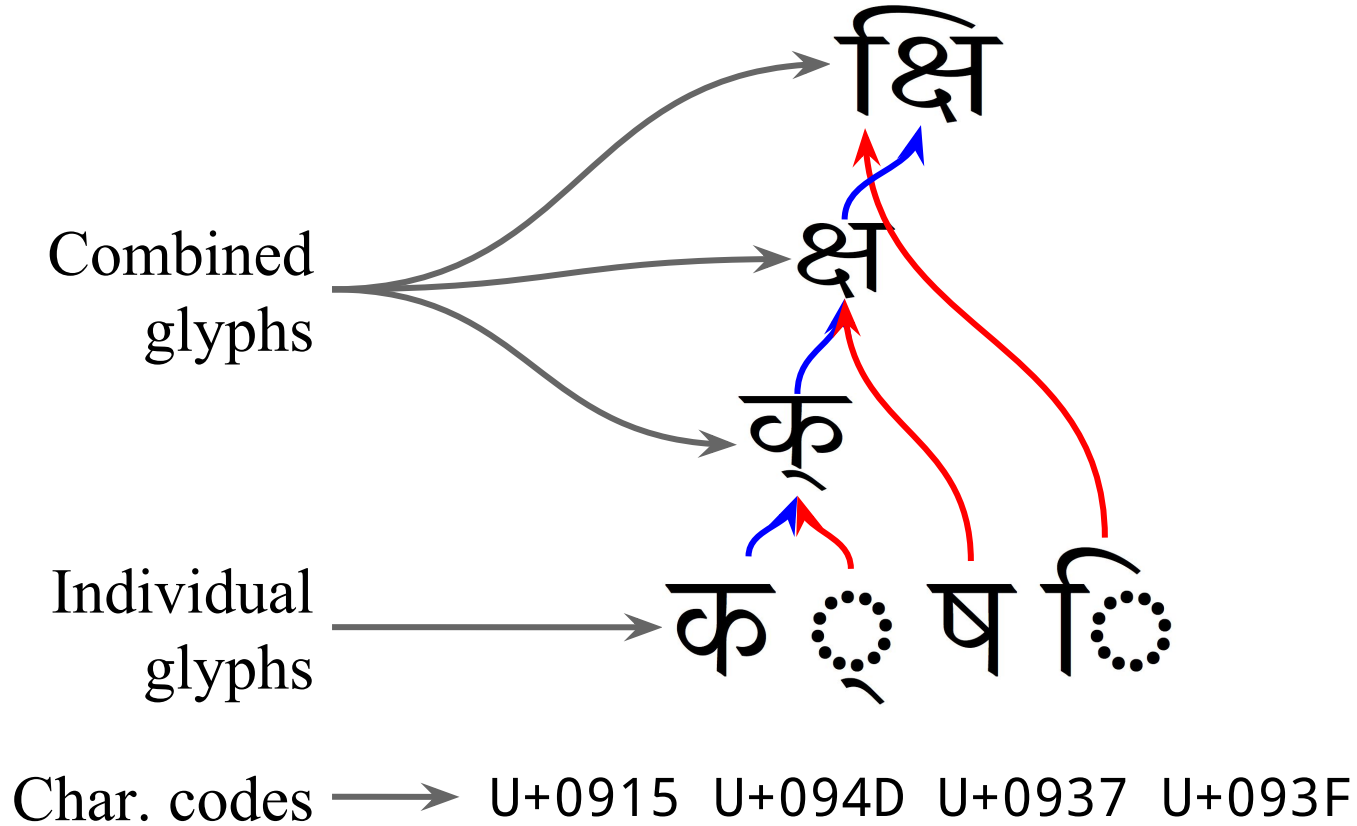 क्षि
क्ष
Combined
glyphs
क्
Individual
glyphs
क ् ष ि
Char. codes
U+0915 U+094D U+0937 U+093F